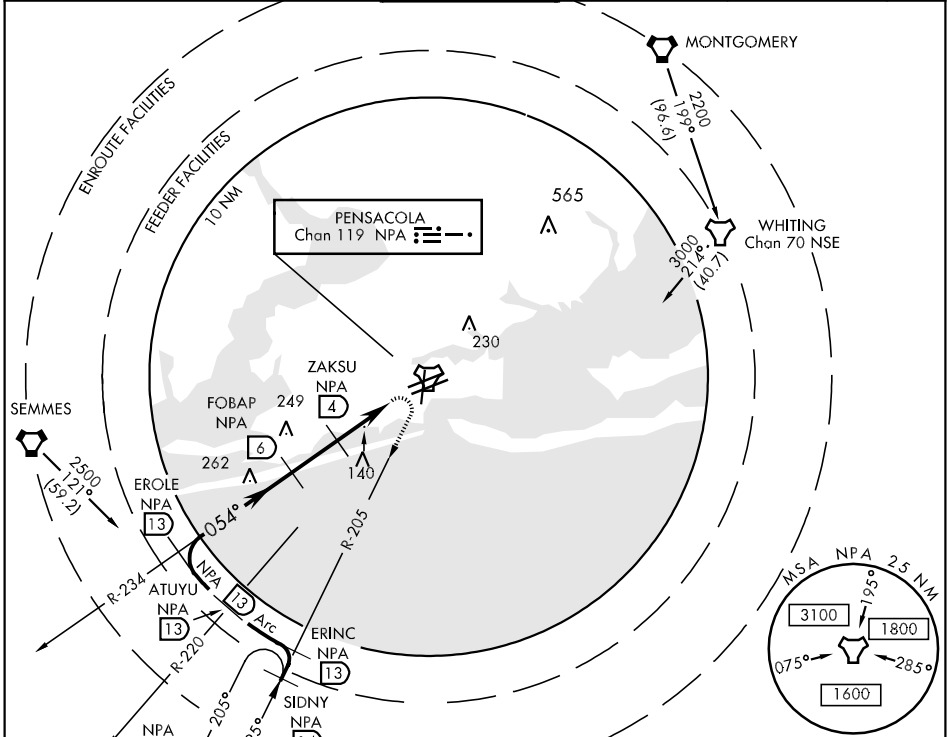 MONTGOMERY
2200
199°
(96.6)
ENROUTE FACILITIES
FEEDER FACILITIES
10 NM
PENSACOLA
Chan 119 NPA
565
WHITING
Chan 70 NSE
3000
214°
(40.7)
230
ZAKSU
NPA
4
FOBAP
NPA
6
249
262
140
SEMMES
2500
121°
(59.2)
EROLE
NPA
13
054°
R-205
R-234
NPA
13
Arc
ATUYU
NPA
13
R-220
ERINC
NPA
13
SIDNY
NPA
205°
NPA
MSA NPA 25 NM
195°
3100
1800
075°
285°
1600